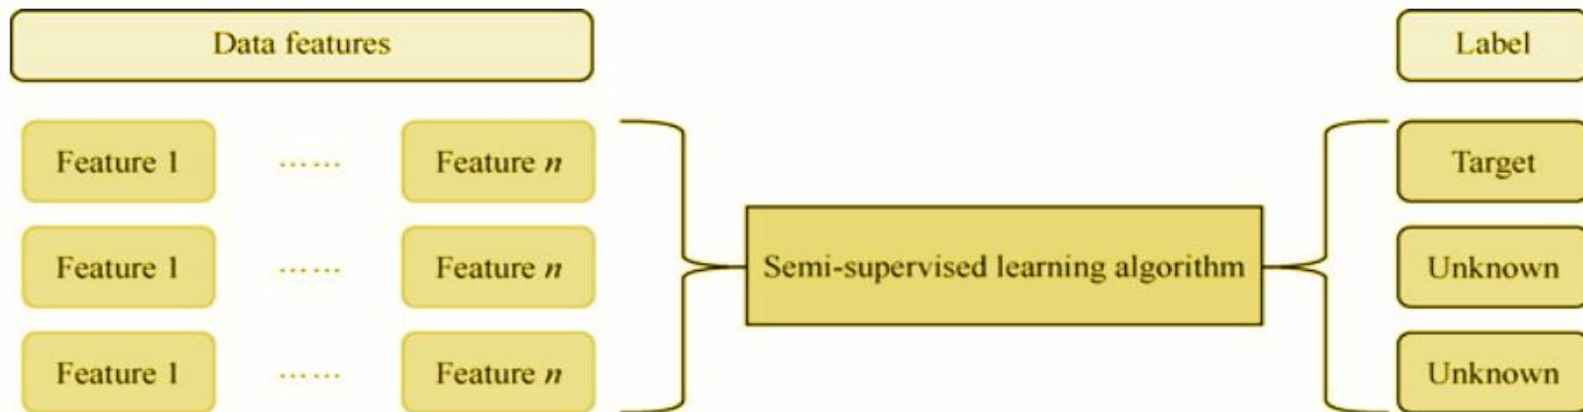 Data features Label
Feature 1 …… Feature n Target
Feature 1 …… Feature n Semi-supervised learning algorithm Unknown
Feature 1 …… Feature n Unknown